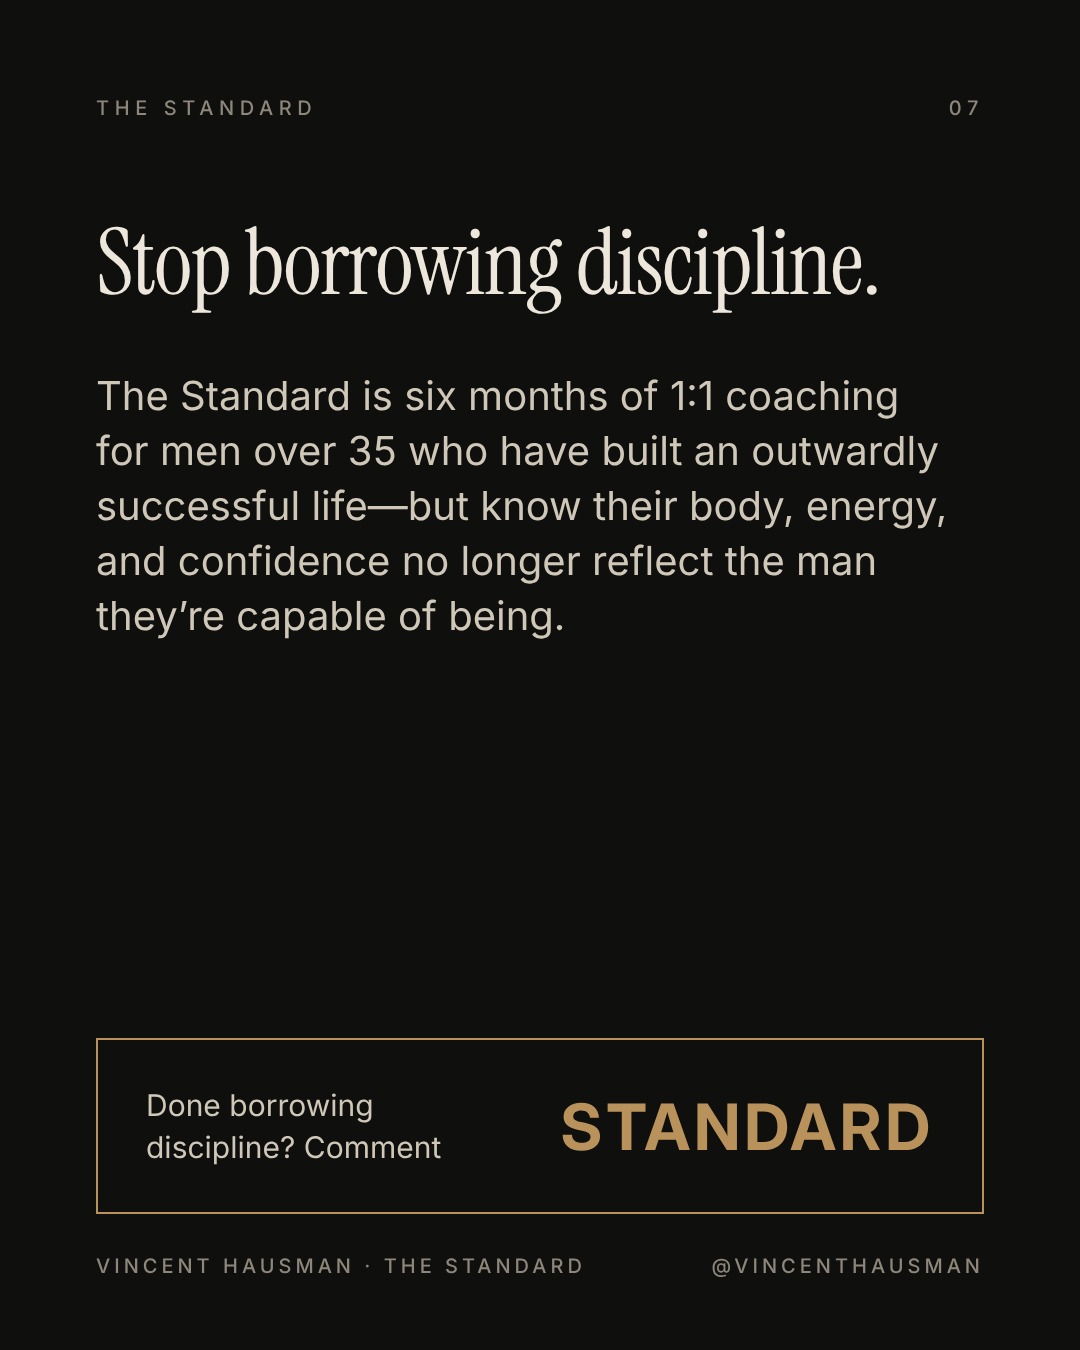 THE STANDARD 07
Stop borrowing discipline.
The Standard is six months of 1:1 coaching
for men over 35 who have built an outwardly
successful life—but know their body, energy,
and confidence no longer reflect the man
they’re capable of being.
Done borrowing
discipline? Comment
STANDARD
VINCENT HAUSMAN · THE STANDARD @VINCENTHAUSMAN